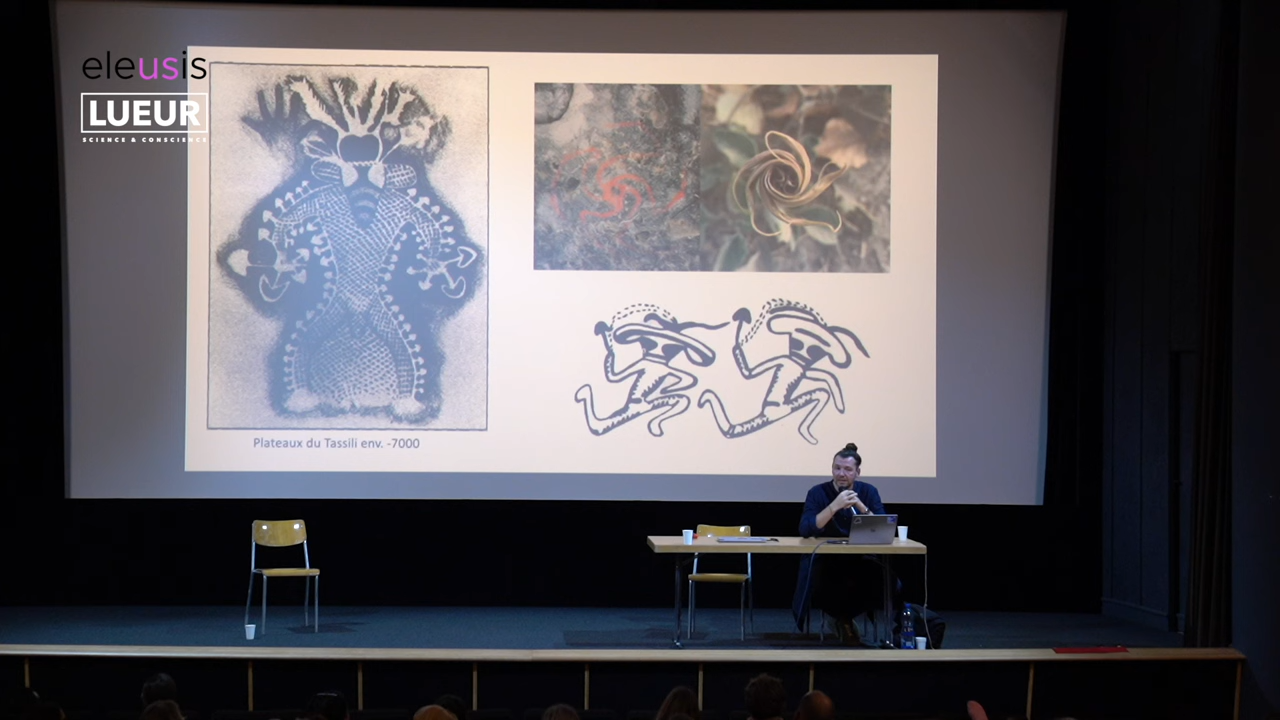 eleusis
LUEUR
SCIENCE & CONSCIENCE
Plateaux du Tassili env. -7000